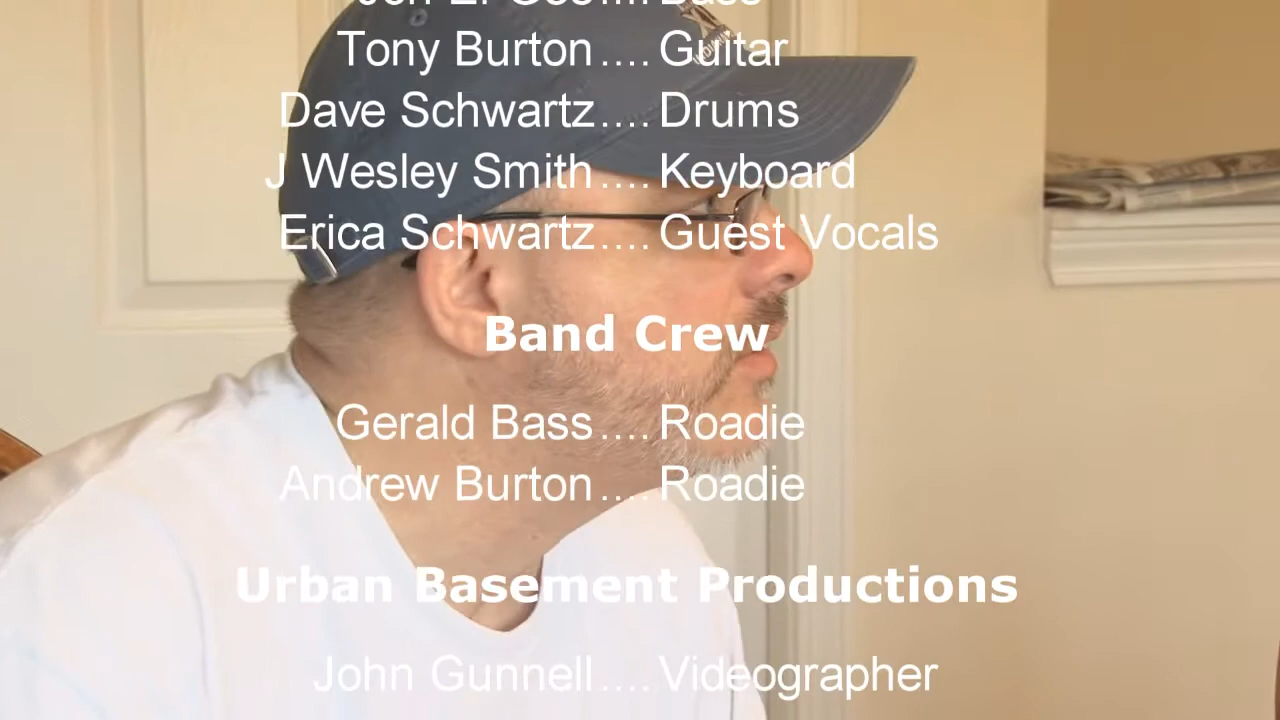 Bass
Tony Burton.... Guitar
Dave Schwartz.... Drums
J Wesley Smith.... Keyboard
Erica Schwartz.... Guest Vocals
Band Crew
Gerald Bass.... Roadie
Andrew Burton.... Roadie
Urban Basement Productions
John Gunnell.... Videographer